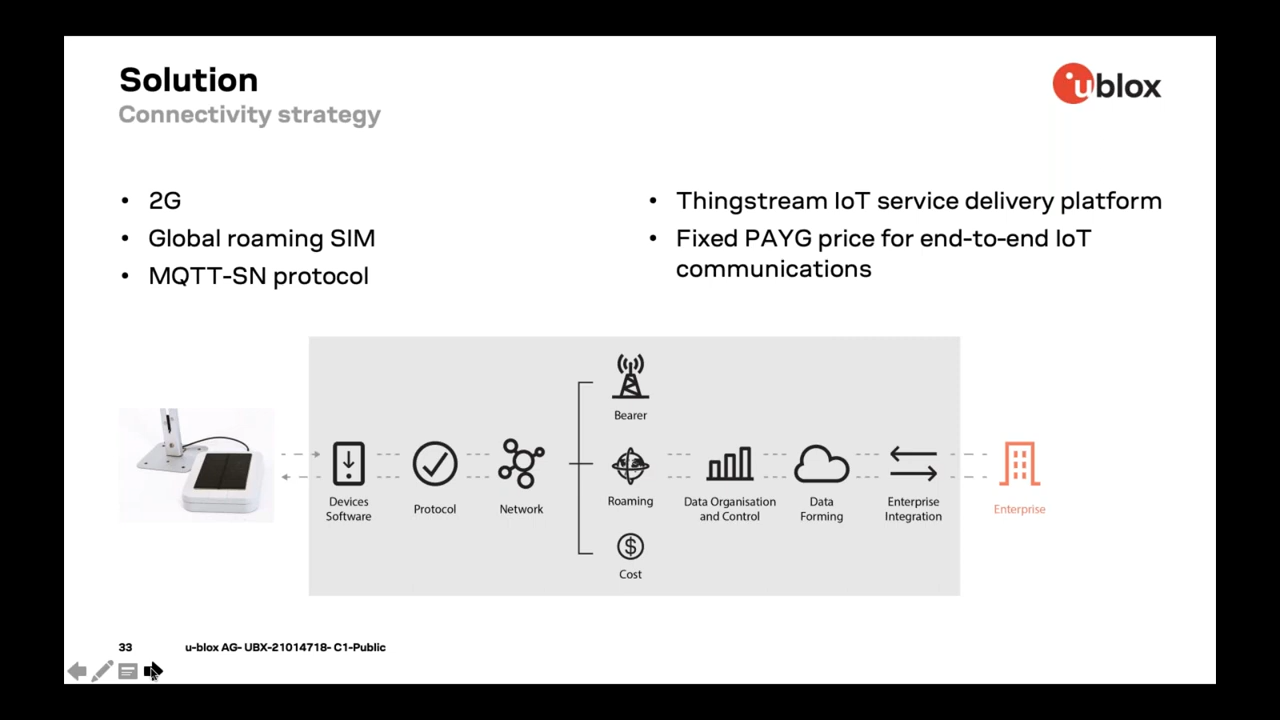 Solution
Connectivity strategy
ublox
• 2G
• Global roaming SIM
• MQTT-SN protocol
• Thingstream IoT service delivery platform
• Fixed PAYG price for end-to-end IoT
communications
Bearer
Devices
Software
Protocol
Network
Roaming
Data Organisation
and Control
Data
Forming
Enterprise
Integration
Enterprise
$
Cost
33
u-blox AG- UBX-21014718- C1-Public